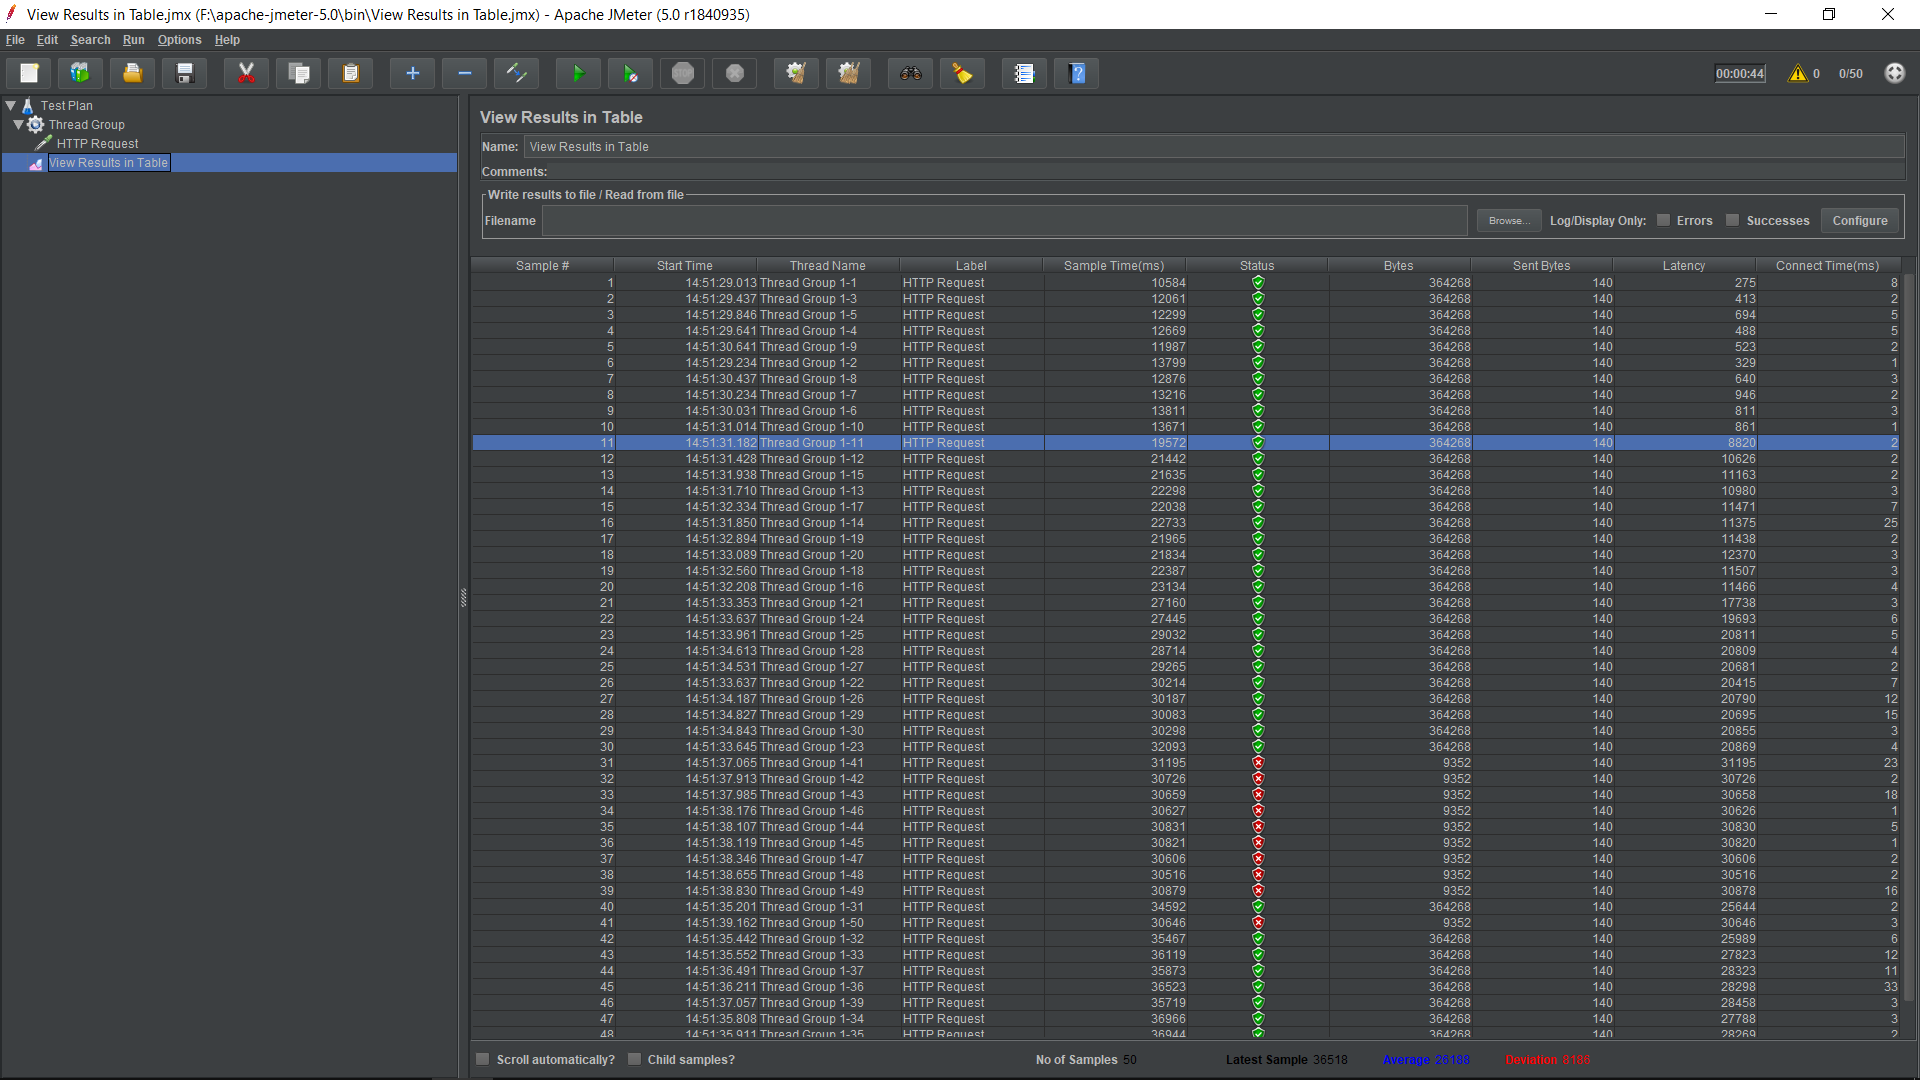 View Results in Table.jmx (F:\apache-jmeter-5.0\bin\View Results in Table.jmx) - Apache JMeter (5.0 r1840935)
File Edit Search Run Options Help
STOP 00:00:44 0 0/50
Test Plan
Thread Group
HTTP Request
View Results in Table
View Results in Table
Name: View Results in Table
Comments:
Write results to file / Read from file
Filename Browse... Log/Display Only: Errors Successes Configure
Sample # Start Time Thread Name Label Sample Time(ms) Status Bytes Sent Bytes Latency Connect Time(ms)
1 14:51:29.013 Thread Group 1-1 HTTP Request 10584 364268 140 275 8
2 14:51:29.437 Thread Group 1-3 HTTP Request 12061 364268 140 413 2
3 14:51:29.846 Thread Group 1-5 HTTP Request 12299 364268 140 694 5
4 14:51:29.641 Thread Group 1-4 HTTP Request 12669 364268 140 488 5
5 14:51:30.641 Thread Group 1-9 HTTP Request 11987 364268 140 523 2
6 14:51:29.234 Thread Group 1-2 HTTP Request 13799 364268 140 329 1
7 14:51:30.437 Thread Group 1-8 HTTP Request 12876 364268 140 640 3
8 14:51:30.234 Thread Group 1-7 HTTP Request 13216 364268 140 946 2
9 14:51:30.031 Thread Group 1-6 HTTP Request 13811 364268 140 811 3
10 14:51:31.014 Thread Group 1-10 HTTP Request 13671 364268 140 861 1
11 14:51:31.182 Thread Group 1-11 HTTP Request 19572 364268 140 8820 2
12 14:51:31.428 Thread Group 1-12 HTTP Request 21442 364268 140 10626 2
13 14:51:31.938 Thread Group 1-15 HTTP Request 21635 364268 140 11163 2
14 14:51:31.710 Thread Group 1-13 HTTP Request 22298 364268 140 10980 3
15 14:51:32.334 Thread Group 1-17 HTTP Request 22038 364268 140 11471 7
16 14:51:31.850 Thread Group 1-14 HTTP Request 22733 364268 140 11375 25
17 14:51:32.894 Thread Group 1-19 HTTP Request 21965 364268 140 11438 2
18 14:51:33.089 Thread Group 1-20 HTTP Request 21834 364268 140 12370 3
19 14:51:32.560 Thread Group 1-18 HTTP Request 22387 364268 140 11507 3
20 14:51:32.208 Thread Group 1-16 HTTP Request 23134 364268 140 11466 4
21 14:51:33.353 Thread Group 1-21 HTTP Request 27160 364268 140 17738 3
22 14:51:33.637 Thread Group 1-24 HTTP Request 27445 364268 140 19693 6
23 14:51:33.961 Thread Group 1-25 HTTP Request 29032 364268 140 20811 5
24 14:51:34.613 Thread Group 1-28 HTTP Request 28714 364268 140 20809 4
25 14:51:34.531 Thread Group 1-27 HTTP Request 29265 364268 140 20681 2
26 14:51:33.637 Thread Group 1-22 HTTP Request 30214 364268 140 20415 7
27 14:51:34.187 Thread Group 1-26 HTTP Request 30187 364268 140 20790 12
28 14:51:34.827 Thread Group 1-29 HTTP Request 30083 364268 140 20695 15
29 14:51:34.843 Thread Group 1-30 HTTP Request 30298 364268 140 20855 3
30 14:51:33.645 Thread Group 1-23 HTTP Request 32093 364268 140 20869 4
31 14:51:37.065 Thread Group 1-41 HTTP Request 31195 9352 140 31195 23
32 14:51:37.913 Thread Group 1-42 HTTP Request 30726 9352 140 30726 2
33 14:51:37.985 Thread Group 1-43 HTTP Request 30659 9352 140 30658 18
34 14:51:38.176 Thread Group 1-46 HTTP Request 30627 9352 140 30626 1
35 14:51:38.107 Thread Group 1-44 HTTP Request 30831 9352 140 30830 5
36 14:51:38.119 Thread Group 1-45 HTTP Request 30821 9352 140 30820 1
37 14:51:38.346 Thread Group 1-47 HTTP Request 30606 9352 140 30606 2
38 14:51:38.655 Thread Group 1-48 HTTP Request 30516 9352 140 30516 2
39 14:51:38.830 Thread Group 1-49 HTTP Request 30879 9352 140 30878 16
40 14:51:35.201 Thread Group 1-31 HTTP Request 34592 364268 140 25644 2
41 14:51:39.162 Thread Group 1-50 HTTP Request 30646 9352 140 30646 3
42 14:51:35.442 Thread Group 1-32 HTTP Request 35467 364268 140 25989 6
43 14:51:35.552 Thread Group 1-33 HTTP Request 36119 364268 140 27823 12
44 14:51:36.491 Thread Group 1-37 HTTP Request 35873 364268 140 28323 11
45 14:51:36.211 Thread Group 1-36 HTTP Request 36523 364268 140 28298 33
46 14:51:37.057 Thread Group 1-39 HTTP Request 35719 364268 140 28458 3
47 14:51:35.808 Thread Group 1-34 HTTP Request 36966 364268 140 27788 3
48 14:51:35.911 Thread Group 1-35 HTTP Request 36944 364268 140 28269 2
Scroll automatically? Child samples? No of Samples 50 Latest Sample 36518 Average 26188 Deviation 8186